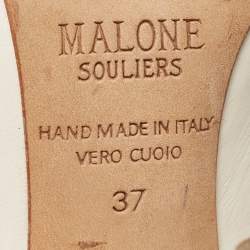 MALONE
SOULIERS
HAND MADE IN ITALY
VERO CUOIO
37